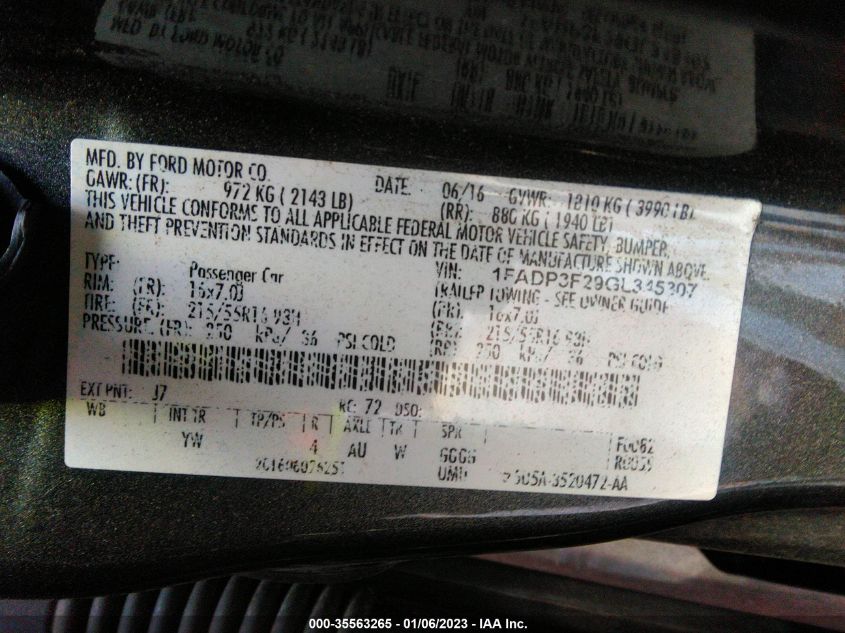 MFD. BY FORD MOTOR CO.
DATE: 06/16 GVWR: 1810 KG (3990 LB)
GAWR: (FR): 972 KG (2143 LB) (RR): 880 KG (1940 LB)
THIS VEHICLE CONFORMS TO ALL APPLICABLE FEDERAL MOTOR VEHICLE SAFETY, BUMPER,
AND THEFT PREVENTION STANDARDS IN EFFECT ON THE DATE OF MANUFACTURE SHOWN ABOVE.
VIN: 1FADP3F29GL345307
TYPE: Passenger Car TRAILER TOWING - SEE OWNER GUIDE
RIM: (FR): 16x7.0J 16x7.0J
TIRE: (FR): 215/55R16 93H 215/55R16 93H
PRESSURE: (FR): 250 kPa/36 PSI COLD 250 kPa/36 PSI COLD
EXT PNT: J7 RC: 72 DSO:
WB INT TR TP/PS R AXLE TR SPR
YW 4 AU W GGGG
UMD
5U5A-3520472-AA
000-35563265 - 01/06/2023 - IAA Inc.